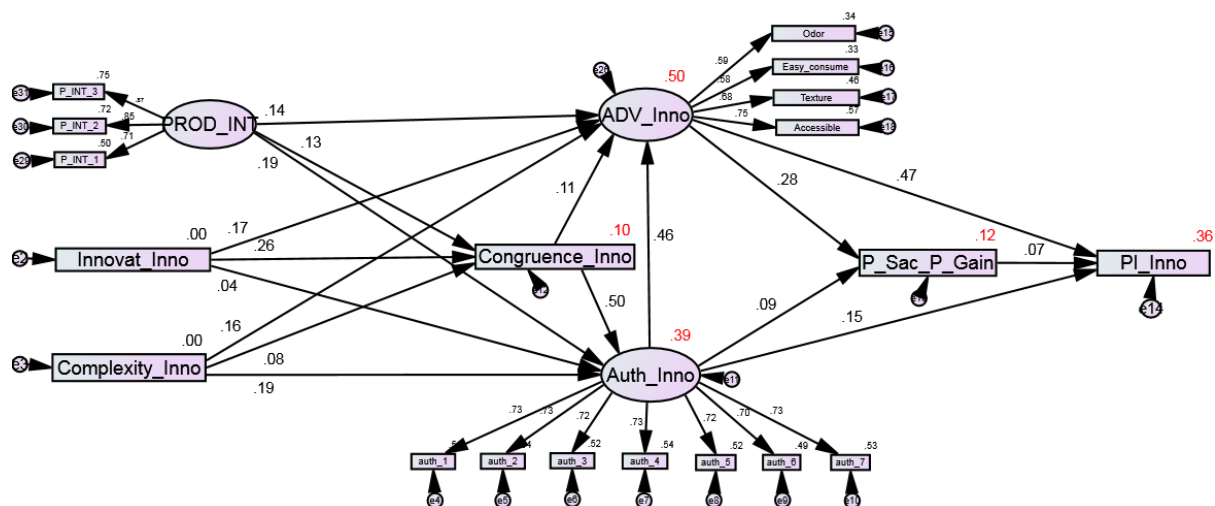 .34
Odor
e15
.59
.33
Easy_consume
e16
.58
.46
Texture
e17
.68
.57
Accessible
e18
.75
e26
.50
ADV_Inno
.75
P_INT_3
e31
.87
.72
P_INT_2
e30
.85
.50
P_INT_1
e29
.71
PROD_INT
.14
.13
.19
.11
.46
.28
.47
.00
Innovat_Inno
e2
.17
.26
.04
.10
Congruence_Inno
e12
.50
.12
P_Sac_P_Gain
.07
.36
PI_Inno
e14
.09
.15
.00
Complexity_Inno
e3
.16
.08
.19
.39
Auth_Inno
e11
.73
.73
.72
.73
.72
.70
.73
auth_1
auth_2
.52
auth_3
.54
auth_4
.52
auth_5
.49
auth_6
.53
auth_7
e4
e5
e6
e7
e8
e9
e10